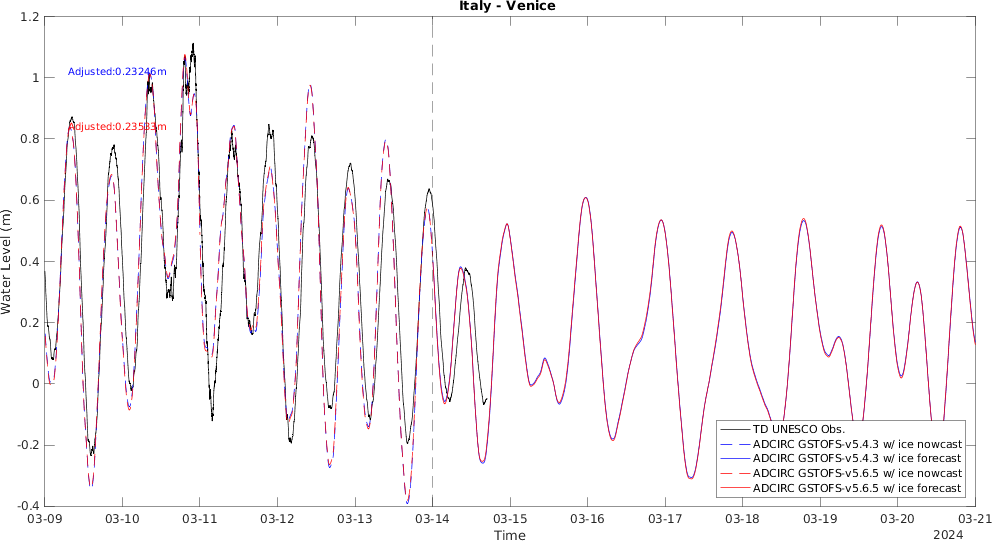 Italy - Venice
1.2
1
0.8
0.6
0.4
0.2
0
-0.2
-0.4
Water Level (m)
Adjusted:0.23246m
Adjusted:0.23533m
TD UNESCO Obs.
ADCIRC GSTOFS-v5.4.3 w/ ice nowcast
ADCIRC GSTOFS-v5.4.3 w/ ice forecast
ADCIRC GSTOFS-v5.6.5 w/ ice nowcast
ADCIRC GSTOFS-v5.6.5 w/ ice forecast
03-09 03-10 03-11 03-12 03-13 03-14 03-15 03-16 03-17 03-18 03-19 03-20 03-21
Time
2024